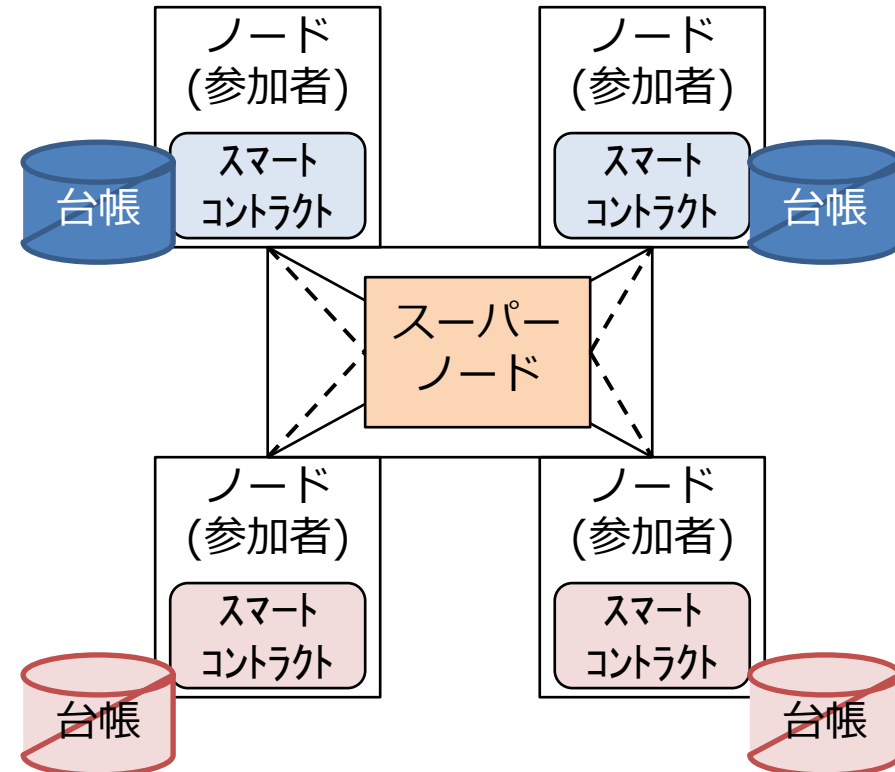 ノード
(参加者)
スマート
コントラクト
台帳
ノード
(参加者)
スマート
コントラクト
台帳
スーパー
ノード
ノード
(参加者)
スマート
コントラクト
台帳
ノード
(参加者)
スマート
コントラクト
台帳